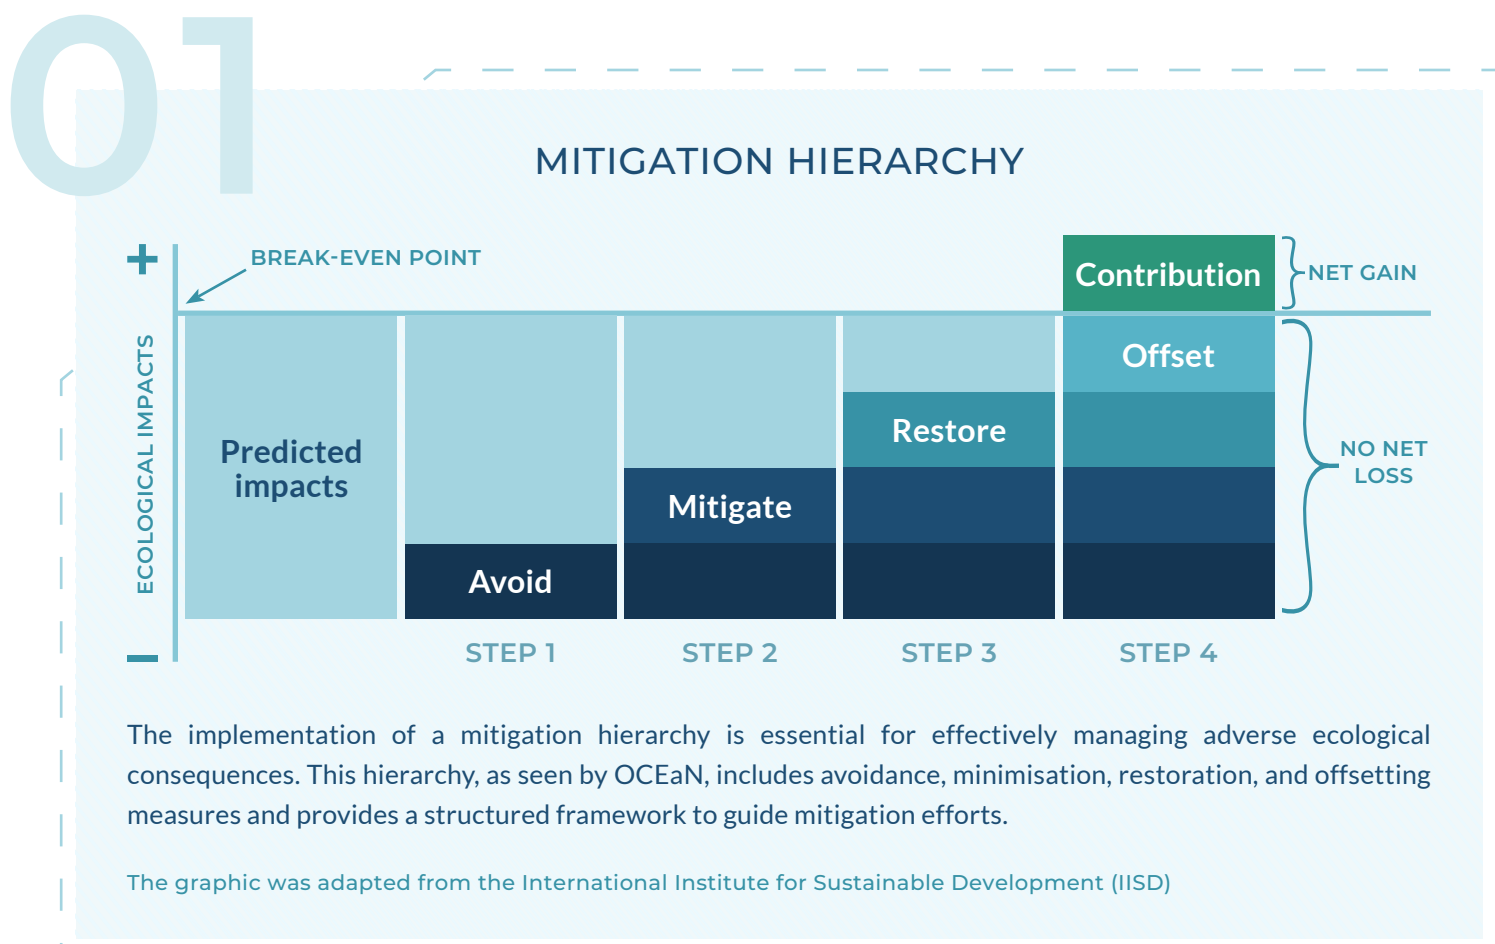 01
MITIGATION HIERARCHY
+
BREAK-EVEN POINT
Contribution
NET GAIN
ECOLOGICAL IMPACTS
Offset
Predicted
impacts
Restore
NO NET
LOSS
Mitigate
Avoid
–
STEP 1
STEP 2
STEP 3
STEP 4
The implementation of a mitigation hierarchy is essential for effectively managing adverse ecological
consequences. This hierarchy, as seen by OCEaN, includes avoidance, minimisation, restoration, and offsetting
measures and provides a structured framework to guide mitigation efforts.
The graphic was adapted from the International Institute for Sustainable Development (IISD)